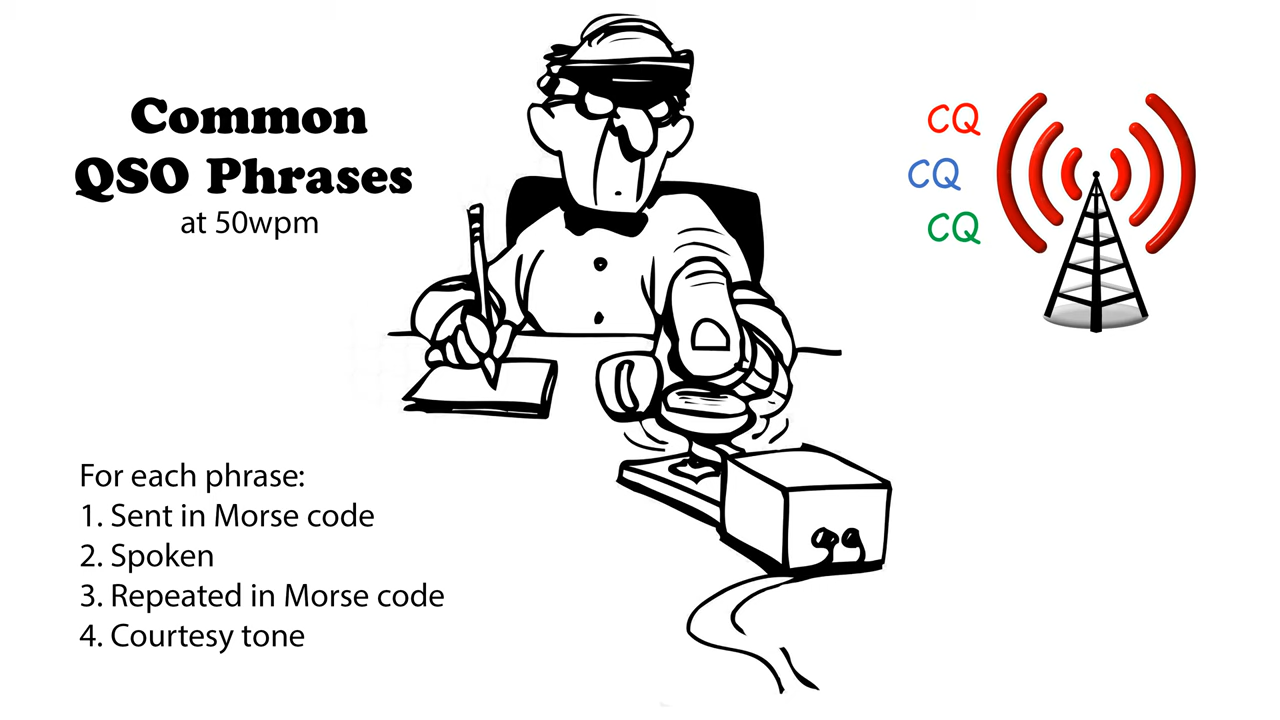 Common
QSO Phrases
at 50wpm
CQ
CQ
CQ
For each phrase:
1. Sent in Morse code
2. Spoken
3. Repeated in Morse code
4. Courtesy tone